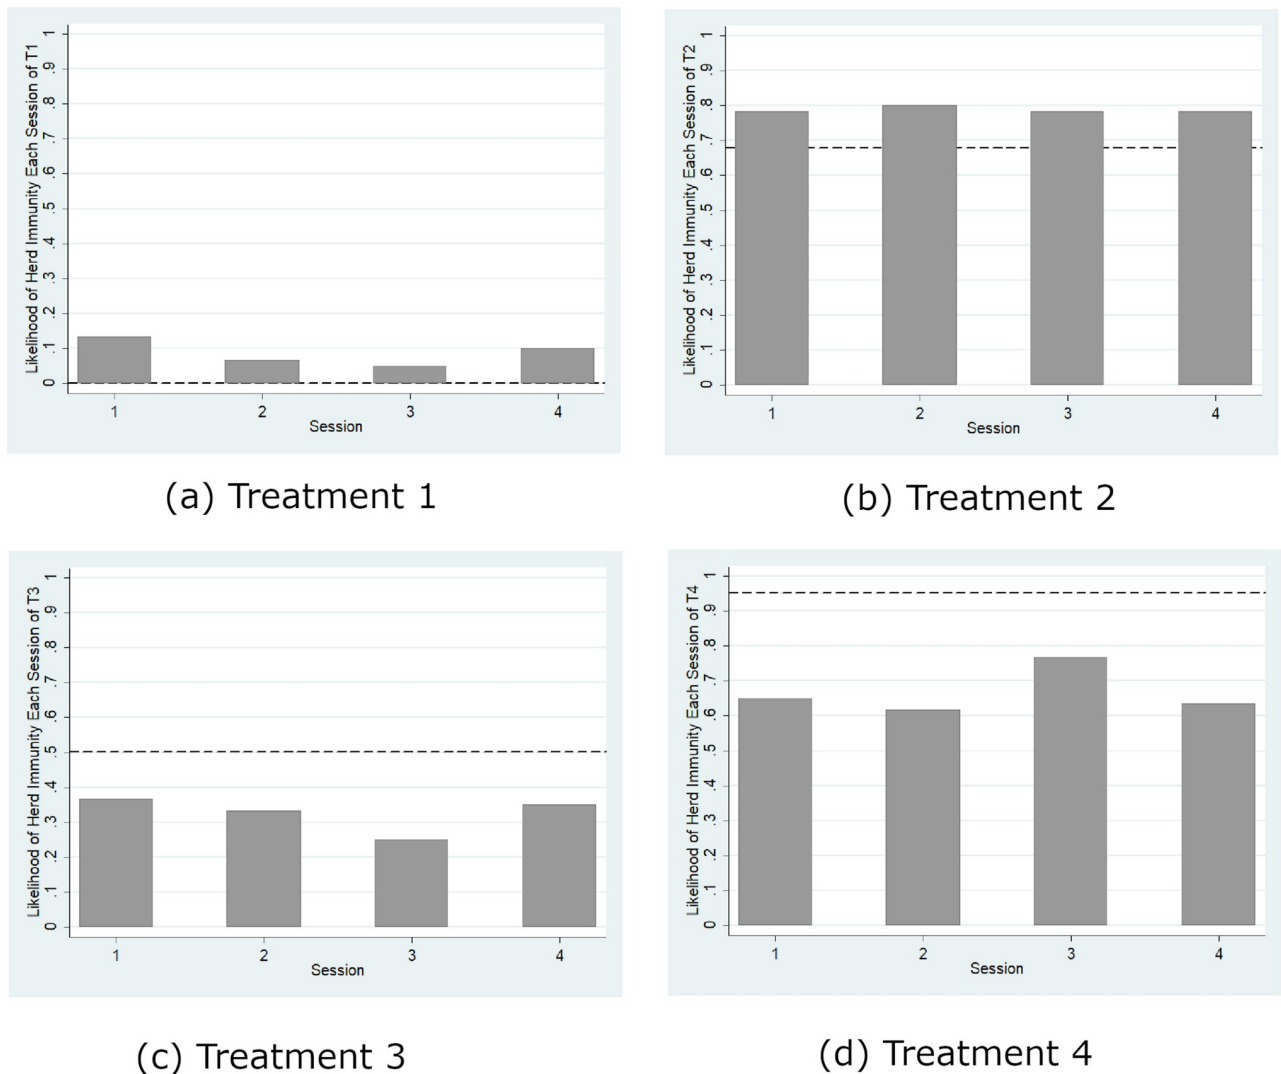 Likelihood of Herd Immunity Each Session of T1
1
.9
.8
.7
.6
.5
.4
.3
.2
.1
0
1 2 3 4
Session
(a) Treatment 1
Likelihood of Herd Immunity Each Session of T2
1
.9
.8
.7
.6
.5
.4
.3
.2
.1
0
1 2 3 4
Session
(b) Treatment 2
Likelihood of Herd Immunity Each Session of T3
1
.9
.8
.7
.6
.5
.4
.3
.2
.1
0
1 2 3 4
Session
(c) Treatment 3
Likelihood of Herd Immunity Each Session of T4
1
.9
.8
.7
.6
.5
.4
.3
.2
.1
0
1 2 3 4
Session
(d) Treatment 4